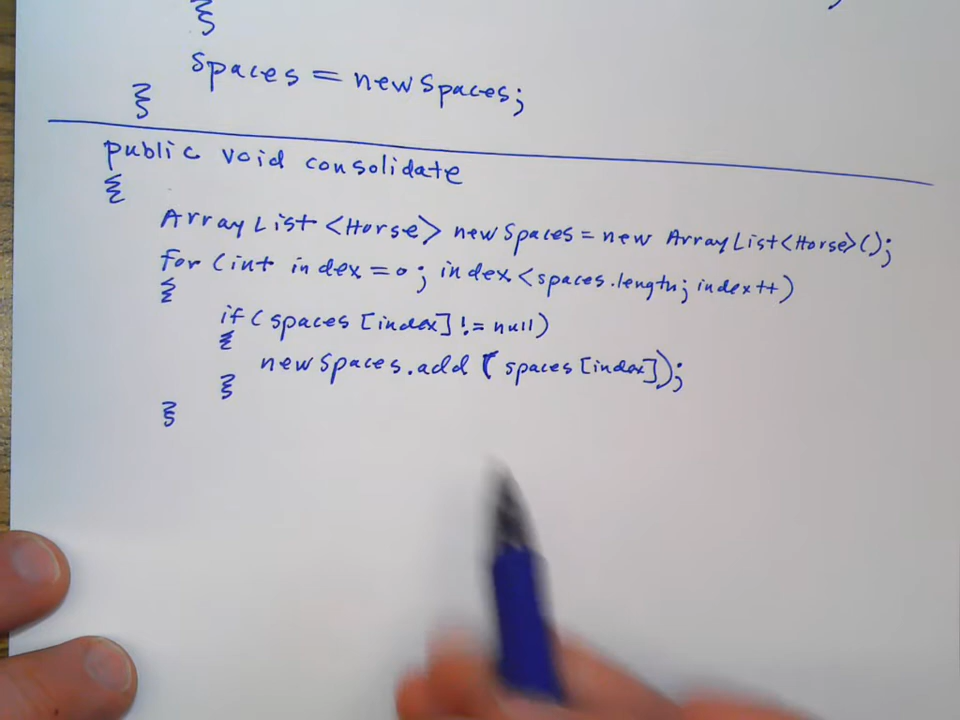 }
spaces = newSpaces;
}
public void consolidate
{
ArrayList <Horse> newSpaces = new ArrayList<Horse>();
for (int index = 0; index < spaces.length; index++)
{
if (spaces [index] != null)
{
newSpaces.add (spaces [index]);
}
}